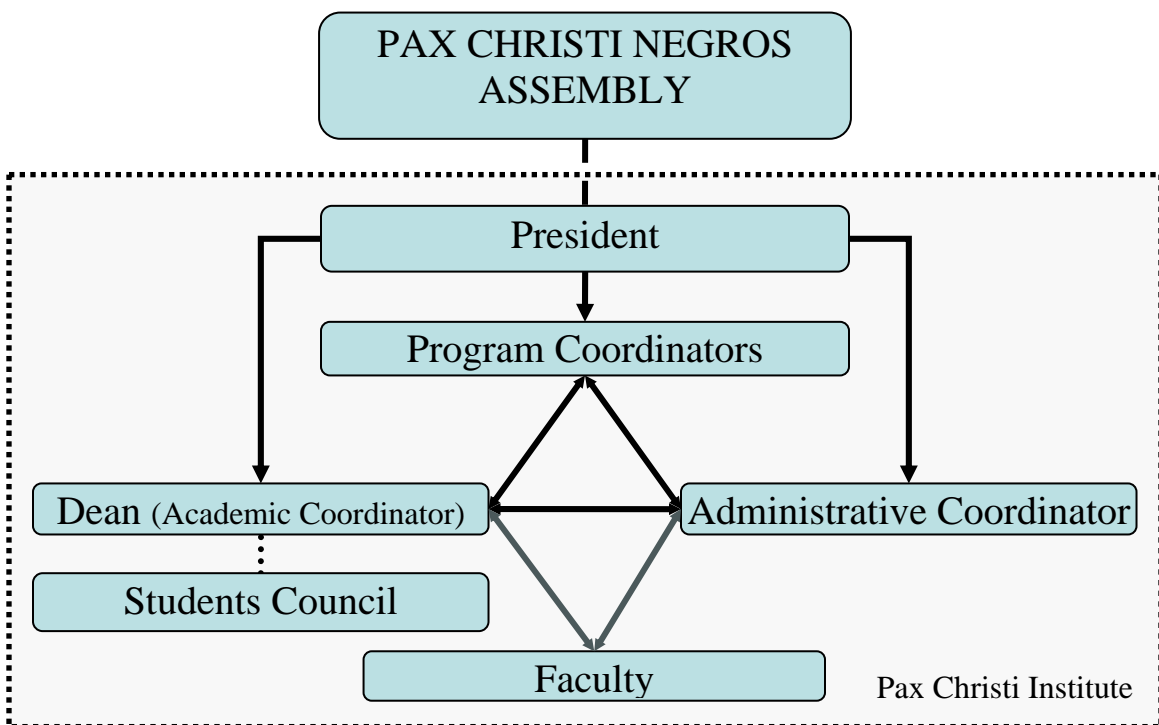 PAX CHRISTI NEGROS
ASSEMBLY
President
Program Coordinators
Dean (Academic Coordinator)
Administrative Coordinator
Students Council
Faculty
Pax Christi Institute